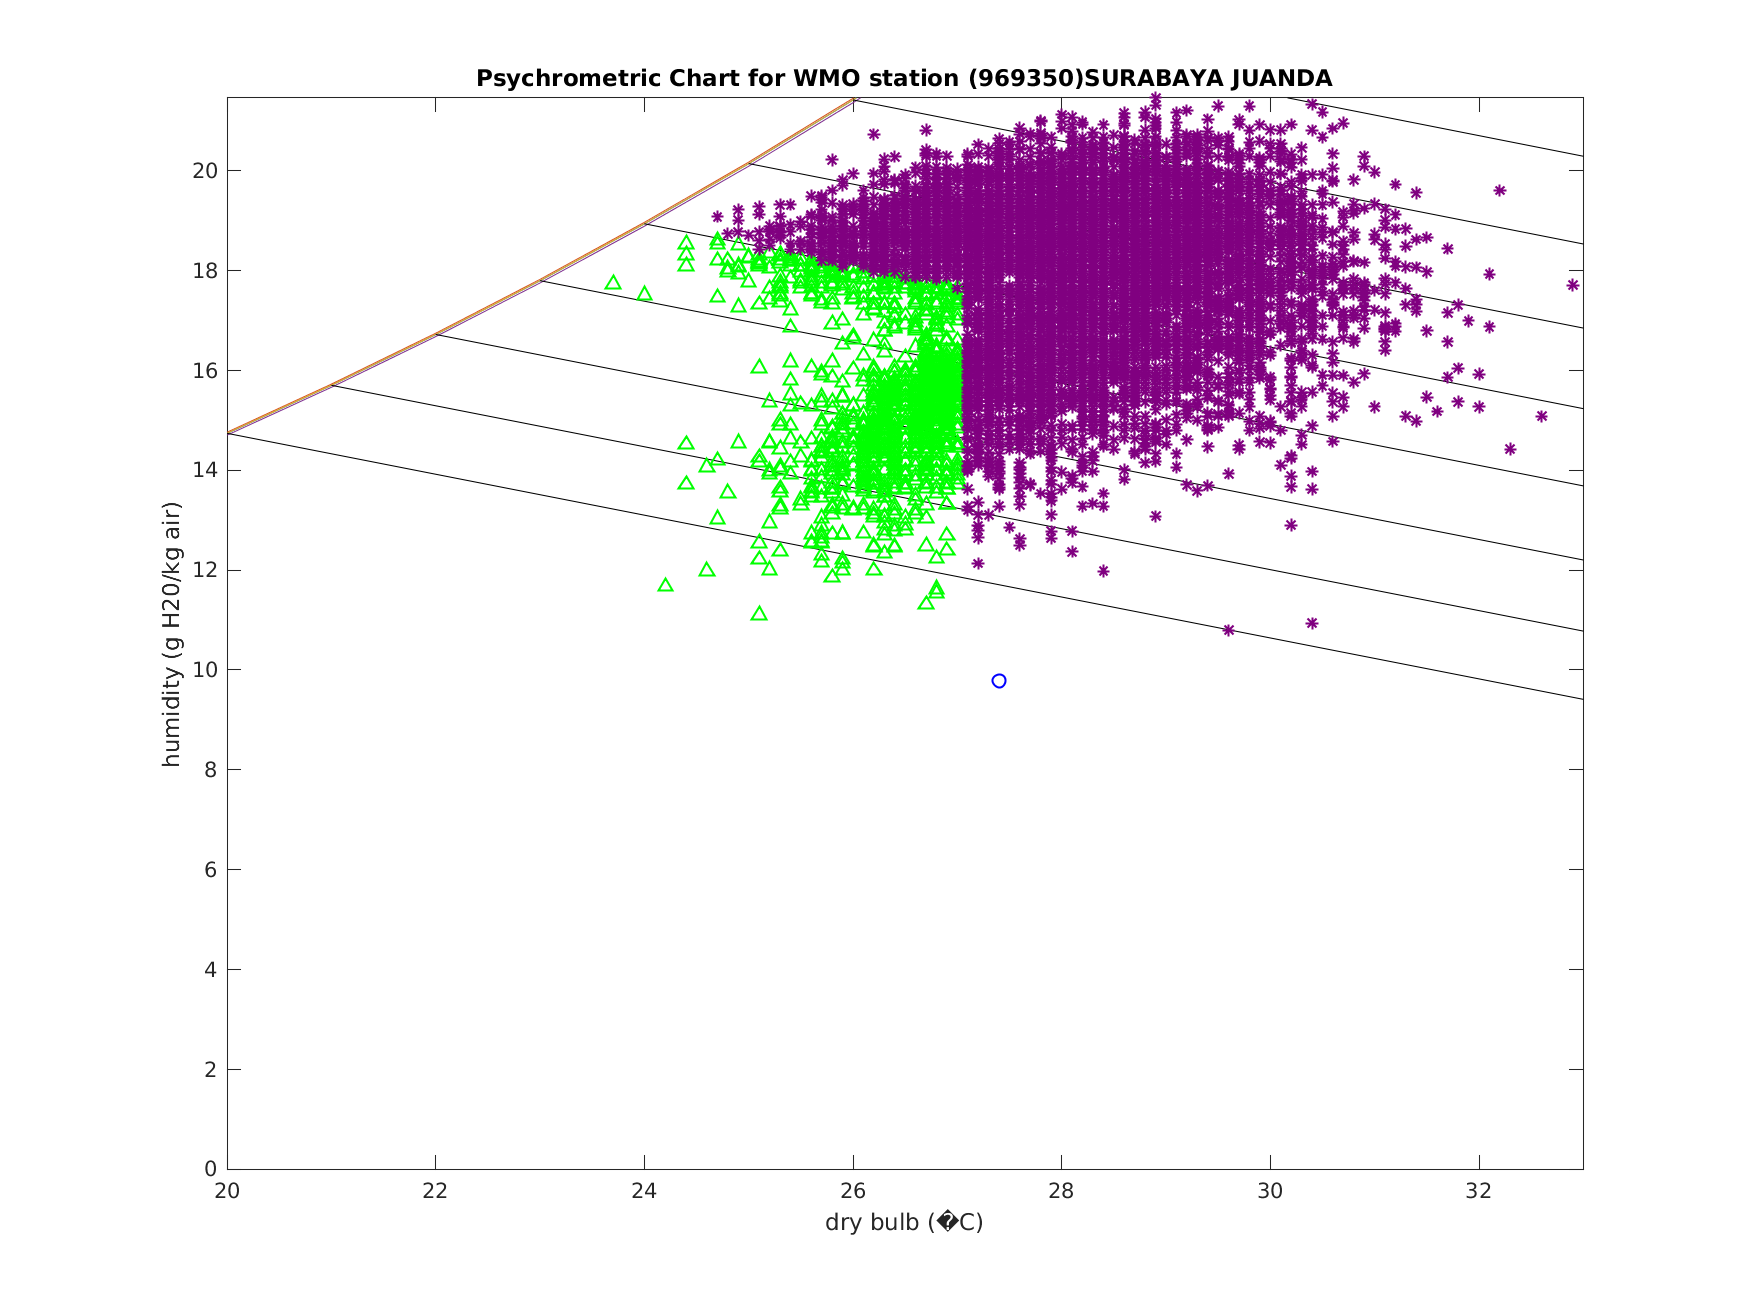 Psychrometric Chart for WMO station (969350)SURABAYA JUANDA
humidity (g H20/kg air)
20
18
16
14
12
10
8
6
4
2
0
20 22 24 26 28 30 32
dry bulb (�C)